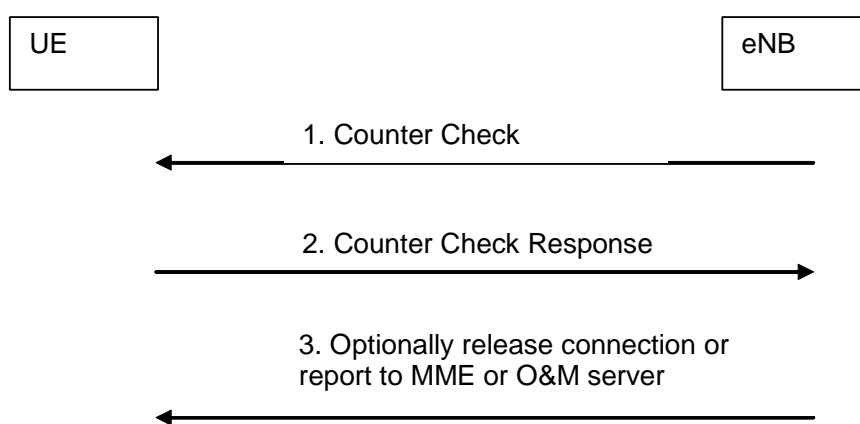 UE
eNB
1. Counter Check
2. Counter Check Response
3. Optionally release connection or
report to MME or O&M server